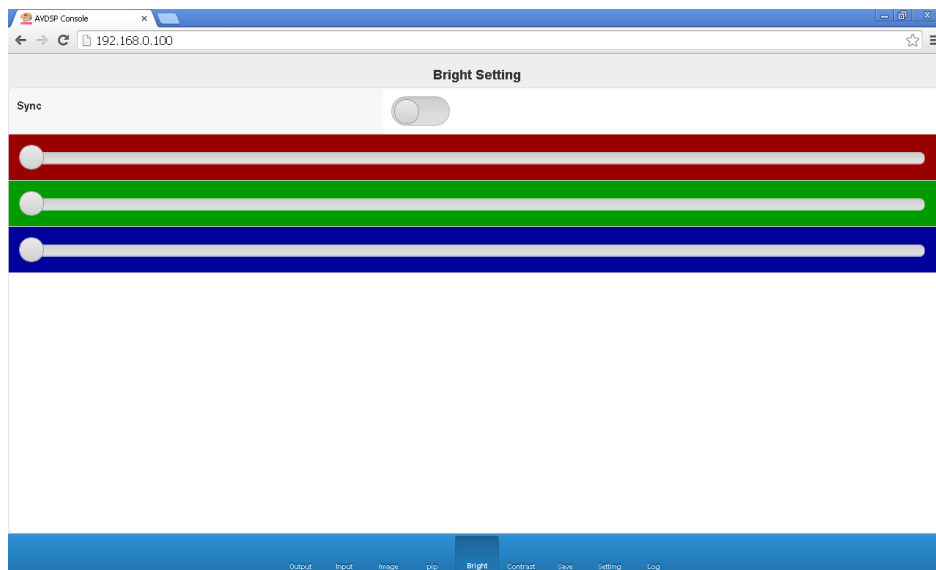 AVDSP Console
192.168.0.100
Bright Setting
Sync
Output Input Image pip Bright Contrast Save Setting Log